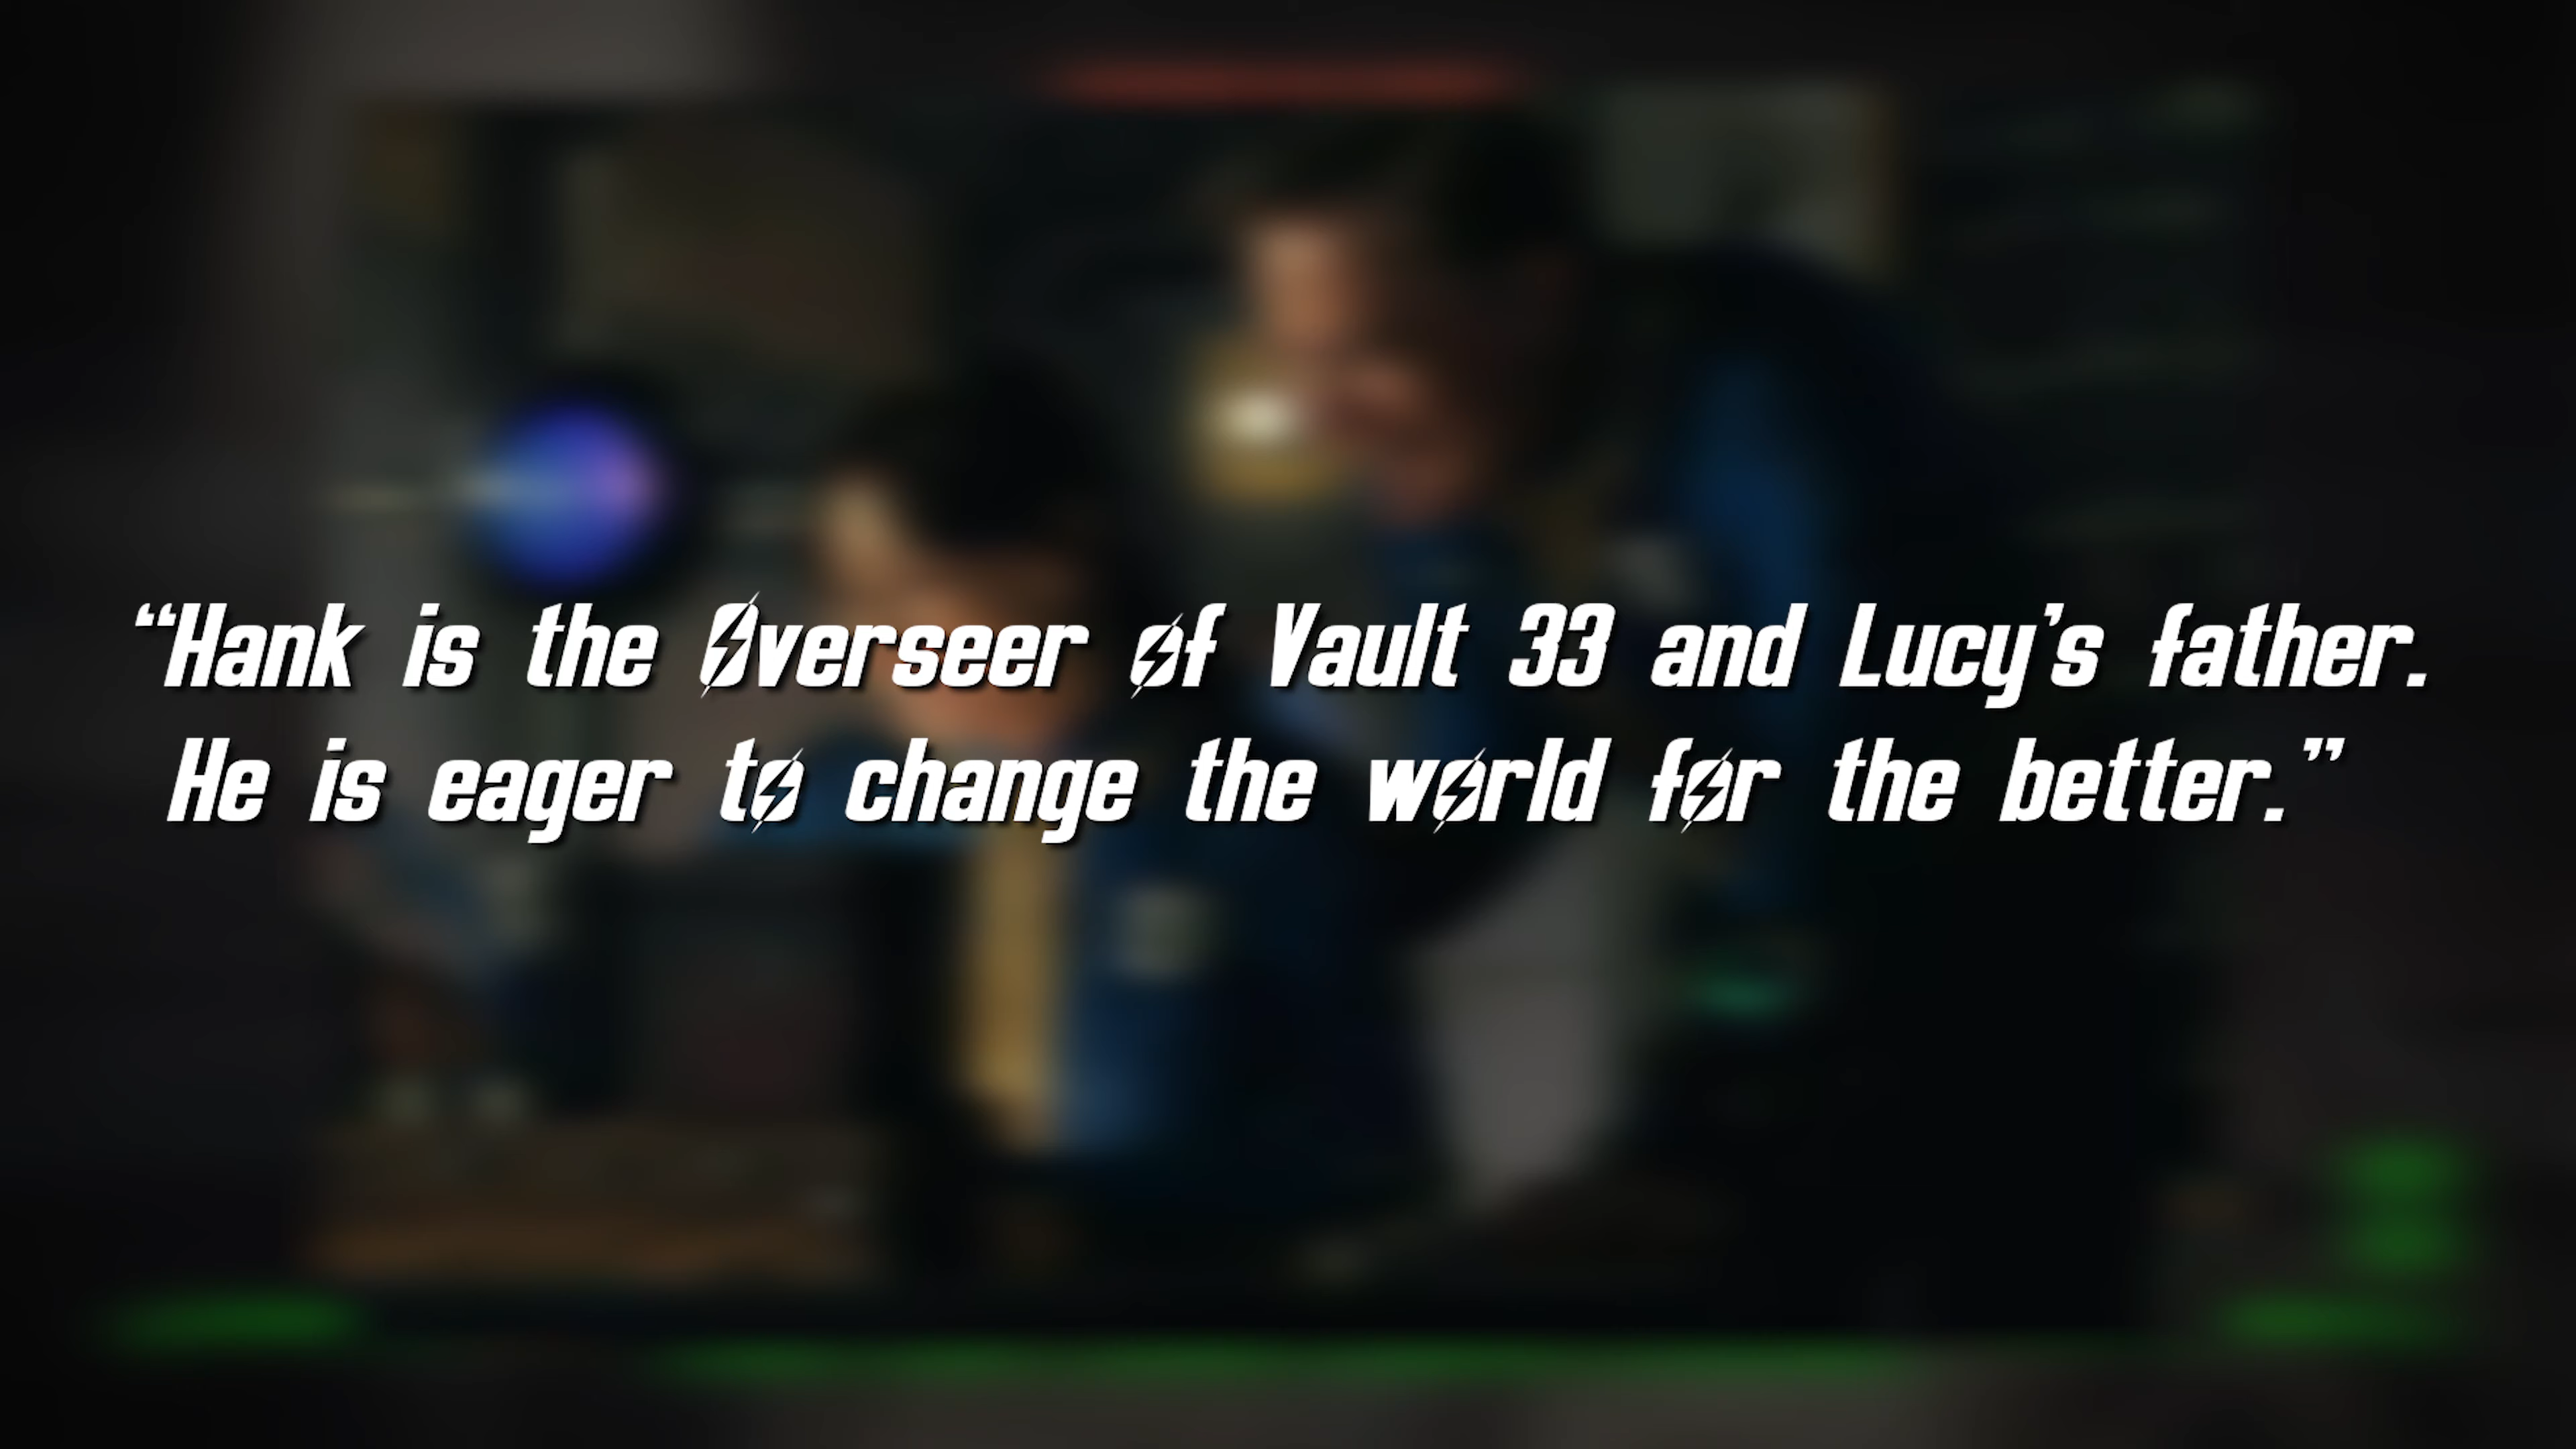 “Hank is the Overseer of Vault 33 and Lucy’s father.
He is eager to change the world for the better.”